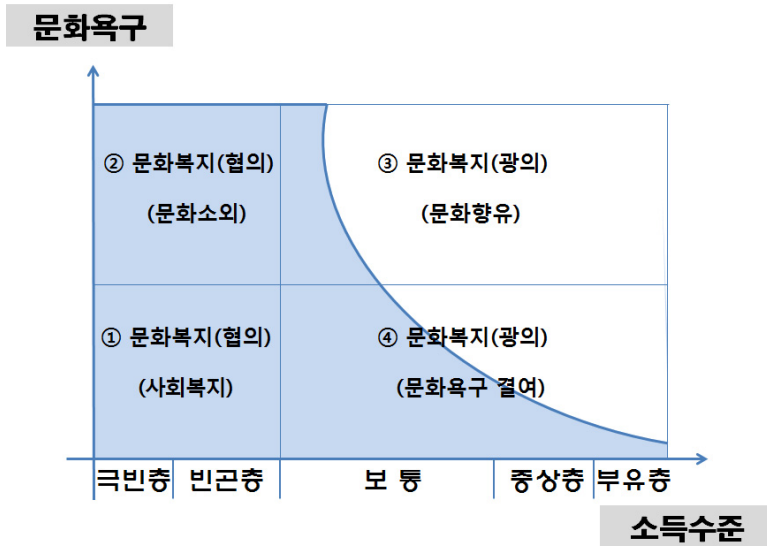 문화욕구
② 문화복지(협의)
(문화소외)
③ 문화복지(광의)
(문화향유)
① 문화복지(협의)
(사회복지)
④ 문화복지(광의)
(문화욕구 결여)
극빈층 빈곤층 보 통 중상층 부유층
소득수준